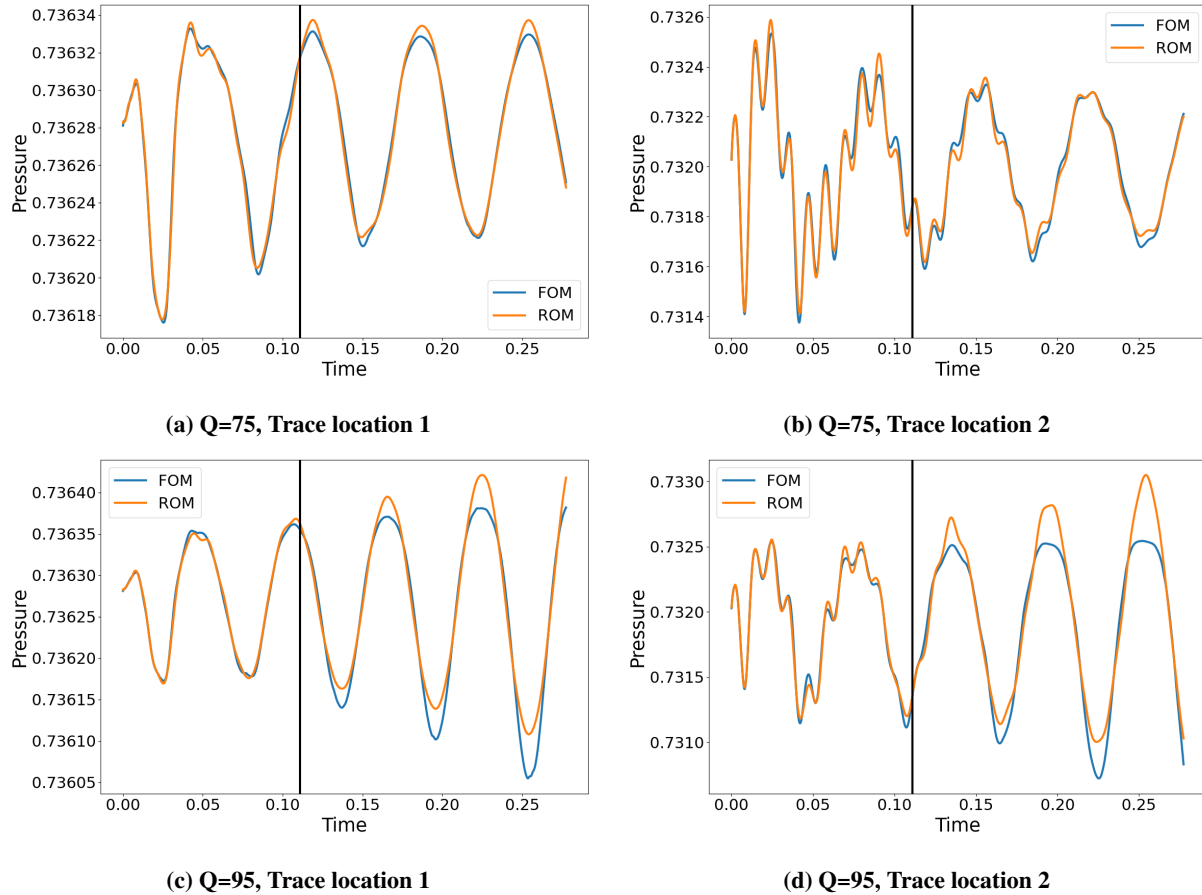 0.73634
0.73632
0.73630
0.73628
0.73626
0.73624
0.73622
0.73620
0.73618
Pressure
FOM
ROM
0.00 0.05 0.10 0.15 0.20 0.25
Time
(a) Q=75, Trace location 1
0.7326
0.7324
0.7322
0.7320
0.7318
0.7316
0.7314
Pressure
FOM
ROM
0.00 0.05 0.10 0.15 0.20 0.25
Time
(b) Q=75, Trace location 2
0.73640
0.73635
0.73630
0.73625
0.73620
0.73615
0.73610
0.73605
Pressure
FOM
ROM
0.00 0.05 0.10 0.15 0.20 0.25
Time
(c) Q=95, Trace location 1
0.7330
0.7325
0.7320
0.7315
0.7310
Pressure
FOM
ROM
0.00 0.05 0.10 0.15 0.20 0.25
Time
(d) Q=95, Trace location 2